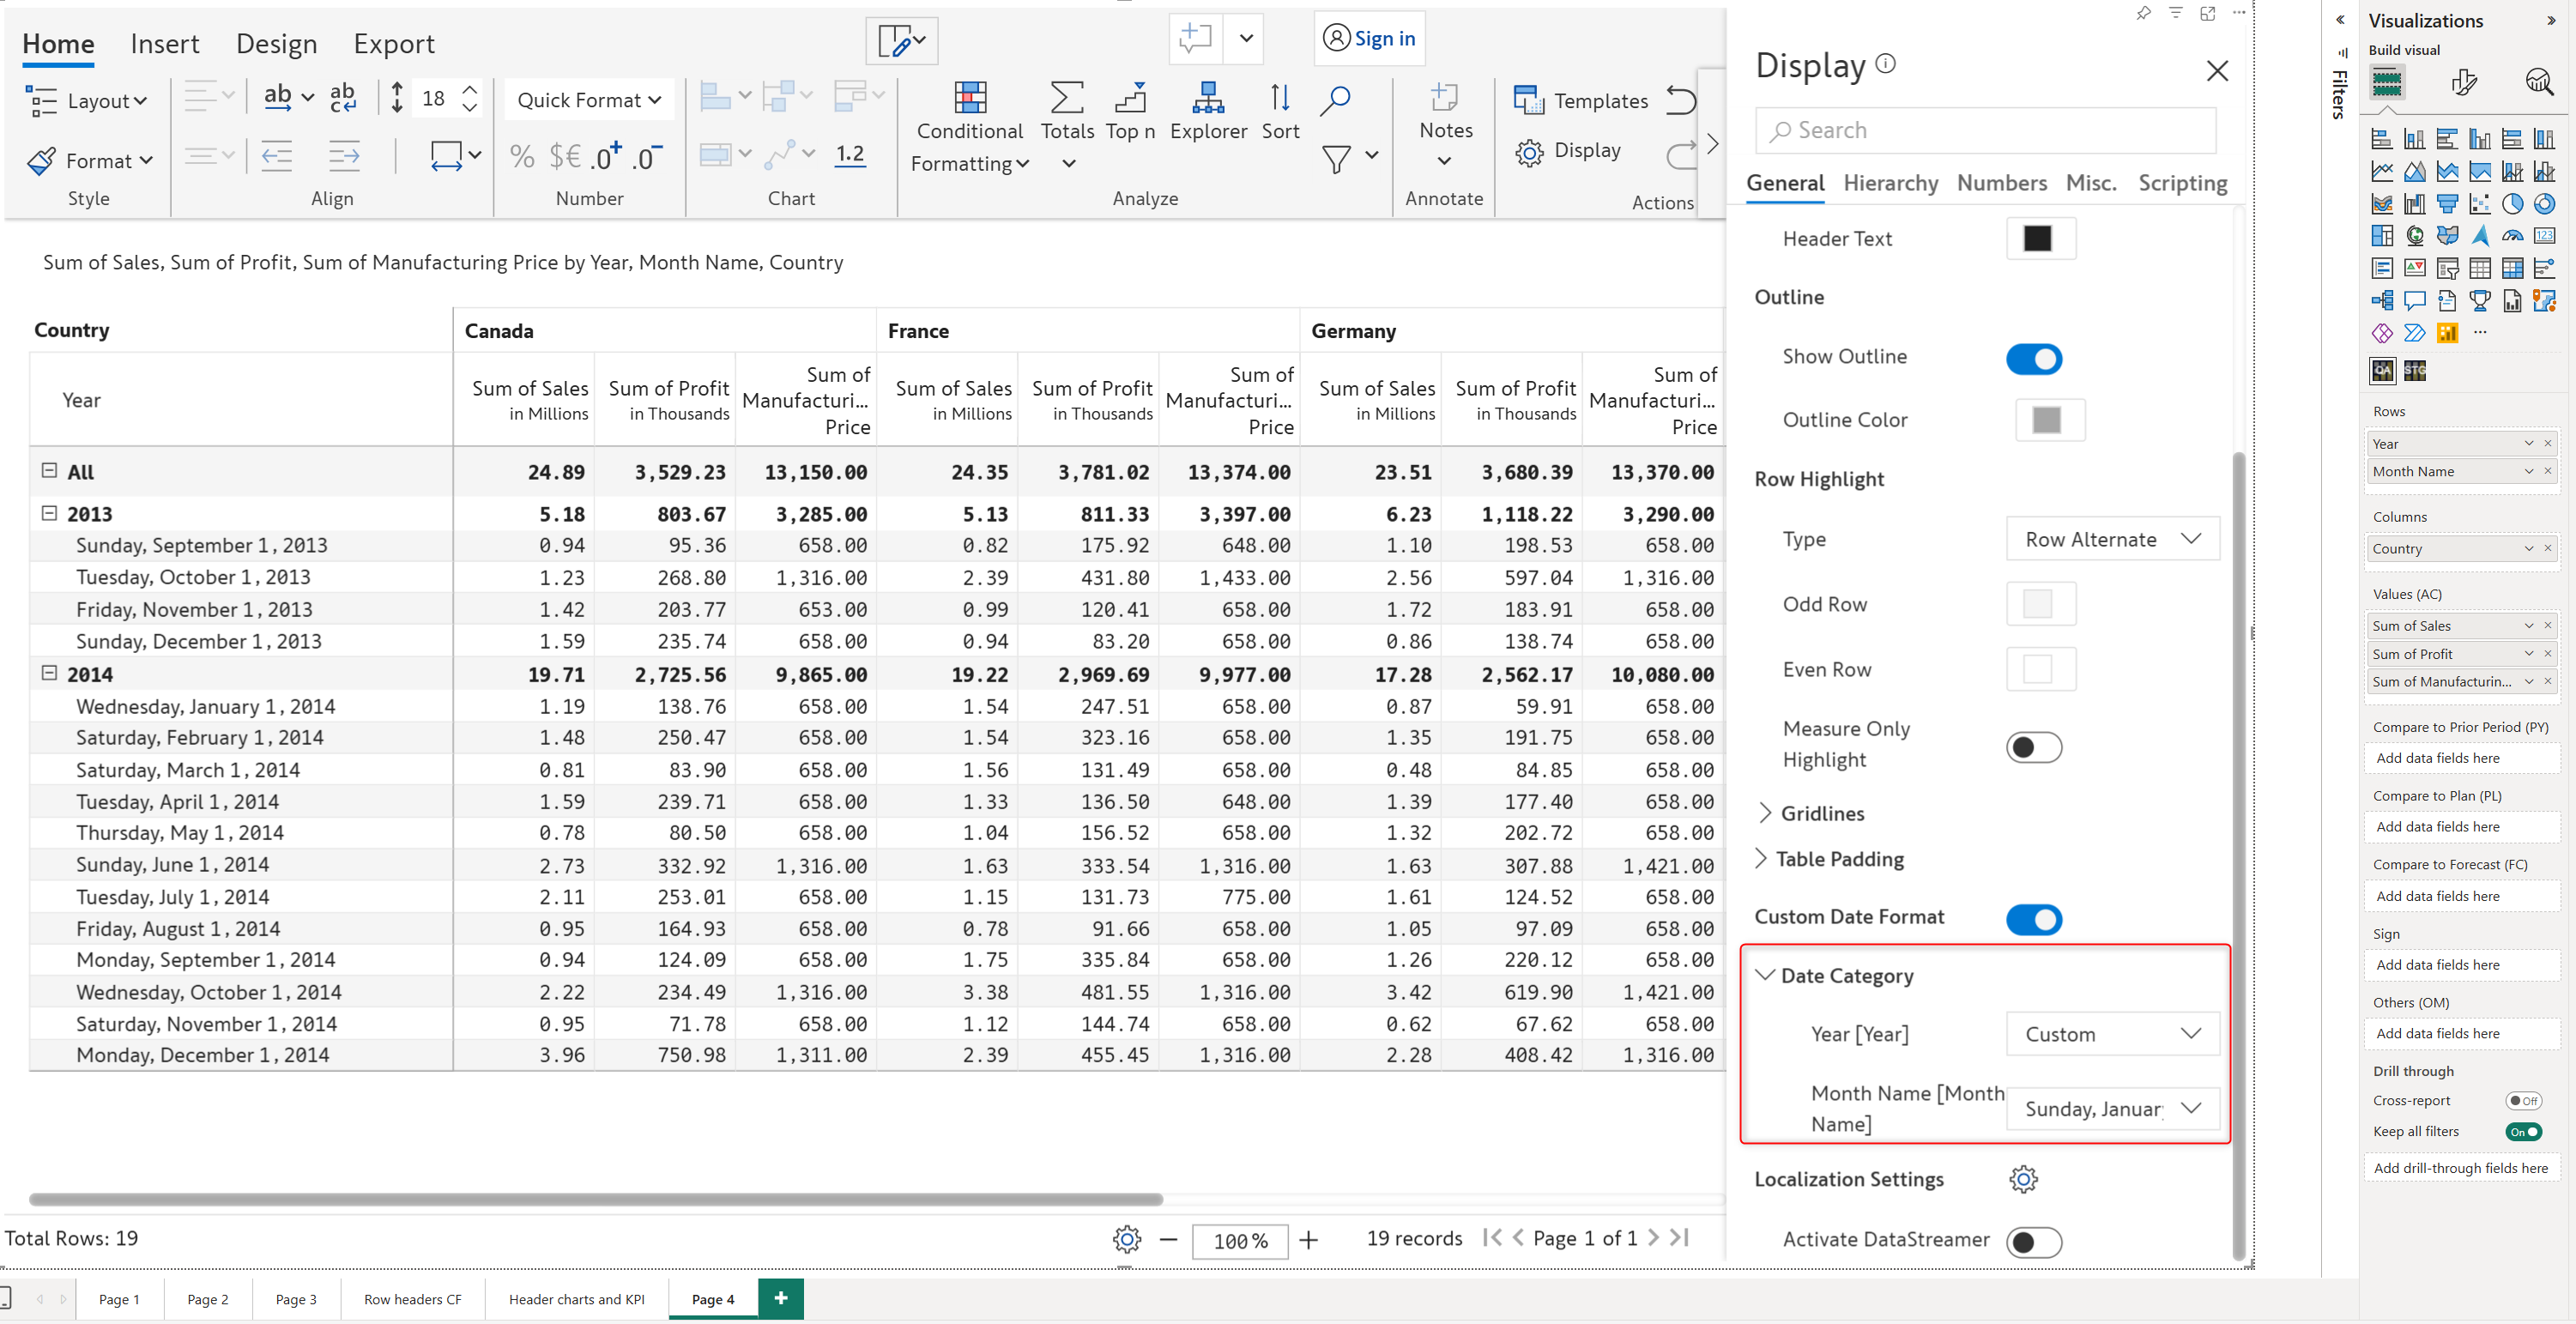 Home Insert Design Export Sign in
Layout 18 Quick Format Conditional Formatting Totals Top n Explorer Sort Notes Templates
Format % $€ .0+ .0- 1.2 Display
Style Align Number Chart Analyze Annotate Actions
Sum of Sales, Sum of Profit, Sum of Manufacturing Price by Year, Month Name, Country
Country Canada France Germany
Year Sum of Sales in Millions Sum of Profit in Thousands Sum of Manufacturi... Price Sum of Sales in Millions Sum of Profit in Thousands Sum of Manufacturi... Price Sum of Sales in Millions Sum of Profit in Thousands Sum of Manufacturi... Price
All 24.89 3,529.23 13,150.00 24.35 3,781.02 13,374.00 23.51 3,680.39 13,370.00
2013 5.18 803.67 3,285.00 5.13 811.33 3,397.00 6.23 1,118.22 3,290.00
Sunday, September 1, 2013 0.94 95.36 658.00 0.82 175.92 648.00 1.10 198.53 658.00
Tuesday, October 1, 2013 1.23 268.80 1,316.00 2.39 431.80 1,433.00 2.56 597.04 1,316.00
Friday, November 1, 2013 1.42 203.77 653.00 0.99 120.41 658.00 1.72 183.91 658.00
Sunday, December 1, 2013 1.59 235.74 658.00 0.94 83.20 658.00 0.86 138.74 658.00
2014 19.71 2,725.56 9,865.00 19.22 2,969.69 9,977.00 17.28 2,562.17 10,080.00
Wednesday, January 1, 2014 1.19 138.76 658.00 1.54 247.51 658.00 0.87 59.91 658.00
Saturday, February 1, 2014 1.48 250.47 658.00 1.54 323.16 658.00 1.35 191.75 658.00
Saturday, March 1, 2014 0.81 83.90 658.00 1.56 131.49 658.00 0.48 84.85 658.00
Tuesday, April 1, 2014 1.59 239.71 658.00 1.33 136.50 648.00 1.39 177.40 658.00
Thursday, May 1, 2014 0.78 80.50 658.00 1.04 156.52 658.00 1.32 202.72 658.00
Sunday, June 1, 2014 2.73 332.92 1,316.00 1.63 333.54 1,316.00 1.63 307.88 1,421.00
Tuesday, July 1, 2014 2.11 253.01 658.00 1.15 131.73 775.00 1.61 124.52 658.00
Friday, August 1, 2014 0.95 164.93 658.00 0.78 91.66 658.00 1.05 97.09 658.00
Monday, September 1, 2014 0.94 124.09 658.00 1.75 335.84 658.00 1.26 220.12 658.00
Wednesday, October 1, 2014 2.22 234.49 1,316.00 3.38 481.55 1,316.00 3.42 619.90 1,421.00
Saturday, November 1, 2014 0.95 71.78 658.00 1.12 144.74 658.00 0.62 67.62 658.00
Monday, December 1, 2014 3.96 750.98 1,311.00 2.39 455.45 1,316.00 2.28 408.42 1,316.00
Total Rows: 19 100% 19 records Page 1 of 1
Page 1 Page 2 Page 3 Row headers CF Header charts and KPI Page 4 +
Display
Search
General Hierarchy Numbers Misc. Scripting
Header Text
Outline
Show Outline
Outline Color
Row Highlight
Type Row Alternate
Odd Row
Even Row
Measure Only
Highlight
Gridlines
Table Padding
Custom Date Format
Date Category
Year [Year] Custom
Month Name [Month
Name] Sunday, Januar
Localization Settings
Activate DataStreamer
Filters
Visualizations
Build visual
123
QA STG
Rows
Year
Month Name
Columns
Country
Values (AC)
Sum of Sales
Sum of Profit
Sum of Manufacturin...
Compare to Prior Period (PY)
Add data fields here
Compare to Plan (PL)
Add data fields here
Compare to Forecast (FC)
Add data fields here
Sign
Add data fields here
Others (OM)
Add data fields here
Drill through
Cross-report Off
Keep all filters On
Add drill-through fields here